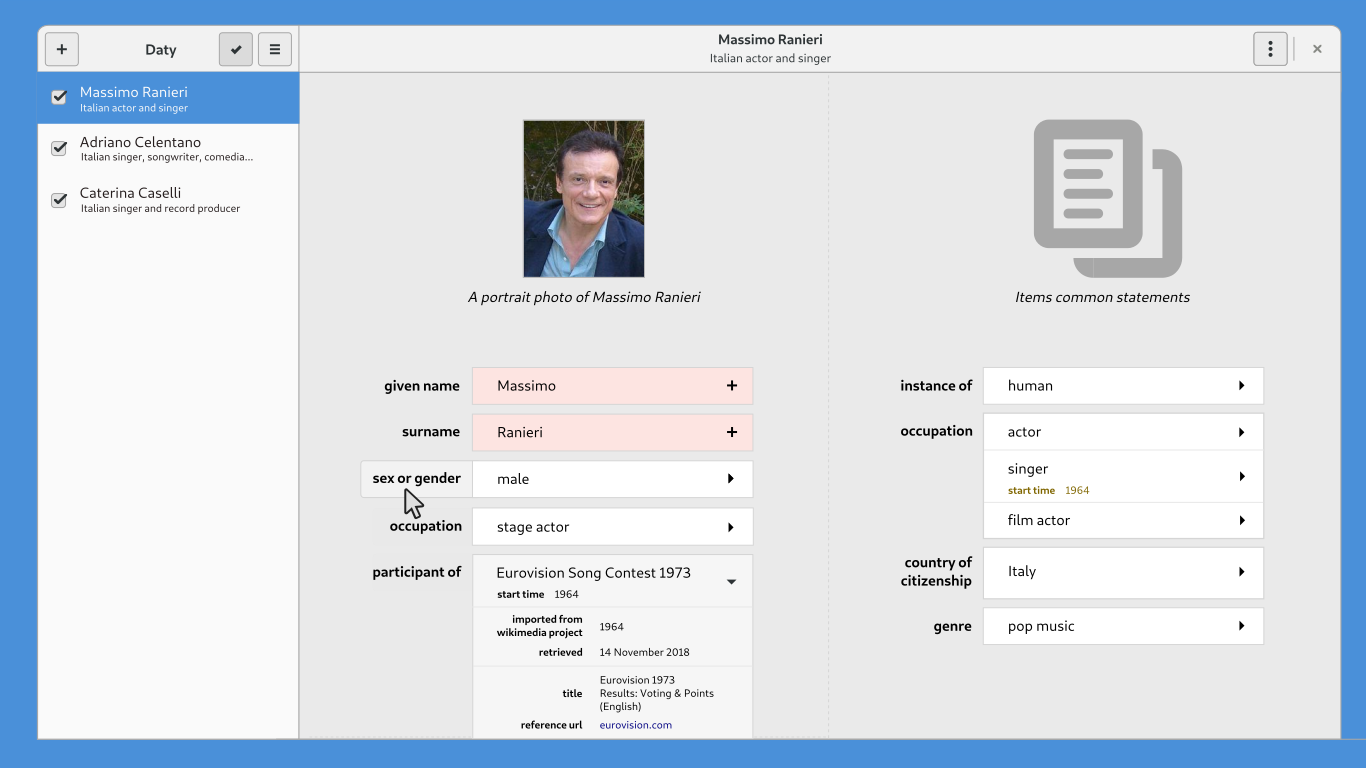 Daty
Massimo Ranieri
Italian actor and singer
Massimo Ranieri
Italian actor and singer
Adriano Celentano
Italian singer, songwriter, comedia...
Caterina Caselli
Italian singer and record producer
A portrait photo of Massimo Ranieri
given name Massimo
surname Ranieri
sex or gender male
occupation stage actor
participant of Eurovision Song Contest 1973
start time 1964
imported from
wikimedia project 1964
retrieved 14 November 2018
Eurovision 1973
title Results: Voting & Points
(English)
reference url eurovision.com
Items common statements
instance of human
occupation actor
singer
start time 1964
film actor
country of
citizenship Italy
genre pop music